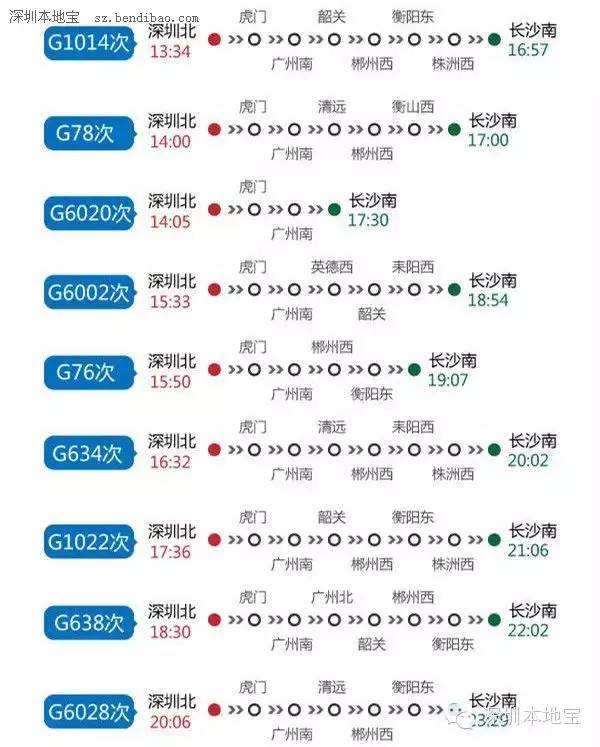 深圳本地宝 sz.bendibao.com
G1014次 深圳北 13:34 虎门 广州南 韶关 郴州西 衡阳东 株洲西 长沙南 16:57
G78次 深圳北 14:00 虎门 广州南 清远 郴州西 衡山西 长沙南 17:00
G6020次 深圳北 14:05 虎门 广州南 长沙南 17:30
G6002次 深圳北 15:33 虎门 广州南 英德西 韶关 耒阳西 长沙南 18:54
G76次 深圳北 15:50 虎门 广州南 郴州西 衡阳东 长沙南 19:07
G634次 深圳北 16:32 虎门 广州南 清远 郴州西 耒阳西 株洲西 长沙南 20:02
G1022次 深圳北 17:36 虎门 广州南 韶关 郴州西 衡阳东 株洲西 长沙南 21:06
G638次 深圳北 18:30 虎门 广州南 广州北 韶关 郴州西 衡阳东 长沙南 22:02
G6028次 深圳北 20:06 虎门 广州南 清远 郴州西 衡阳东 长沙南 23:29
深圳本地宝